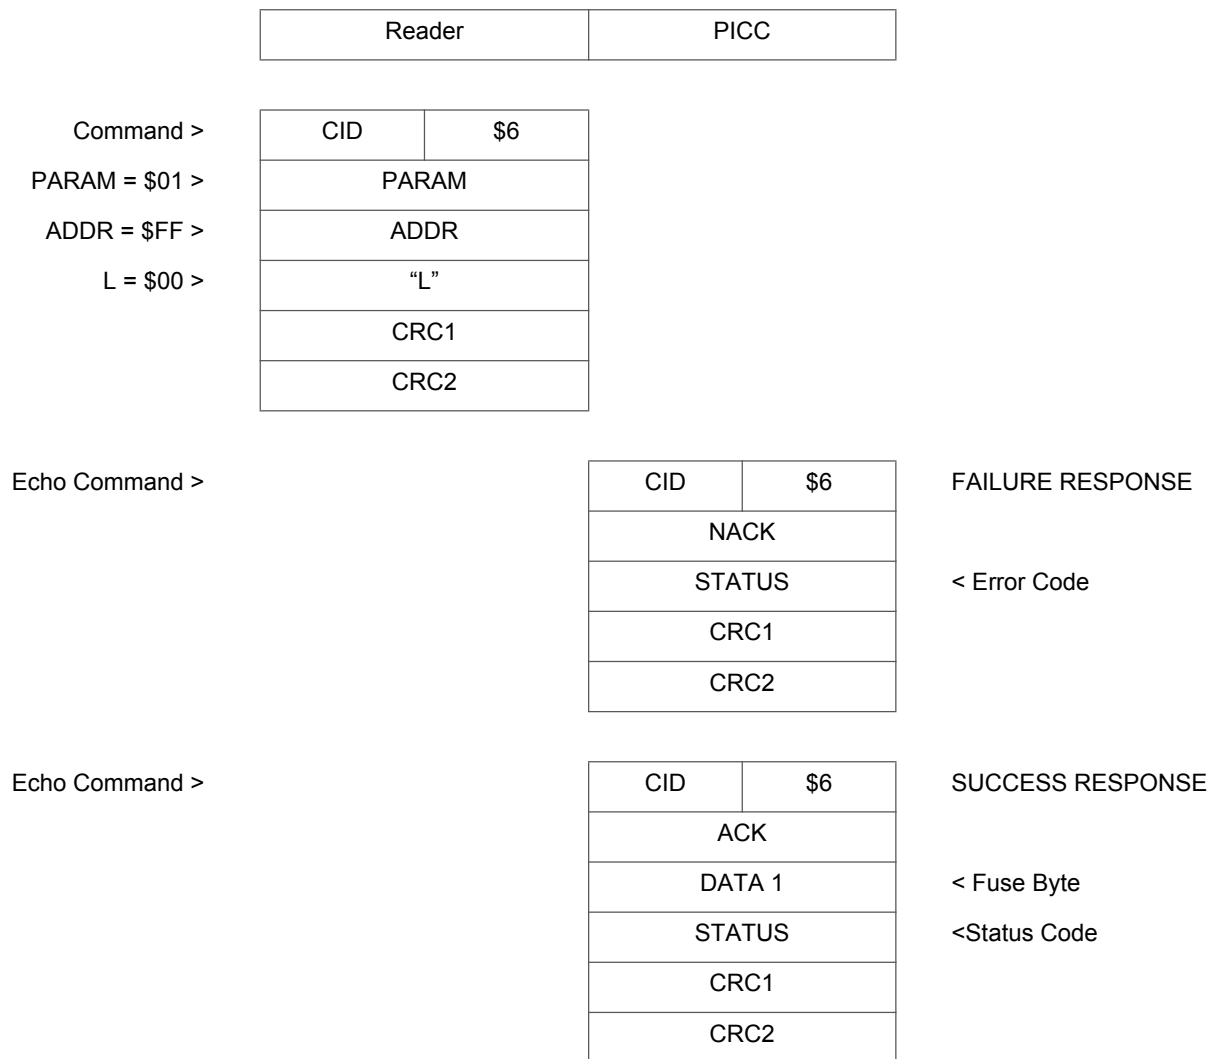 Reader PICC
Command > CID $6
PARAM = $01 > PARAM
ADDR = $FF > ADDR
L = $00 > “L”
CRC1
CRC2
Echo Command > CID $6 FAILURE RESPONSE
NACK
STATUS < Error Code
CRC1
CRC2
Echo Command > CID $6 SUCCESS RESPONSE
ACK
DATA 1 < Fuse Byte
STATUS <Status Code
CRC1
CRC2